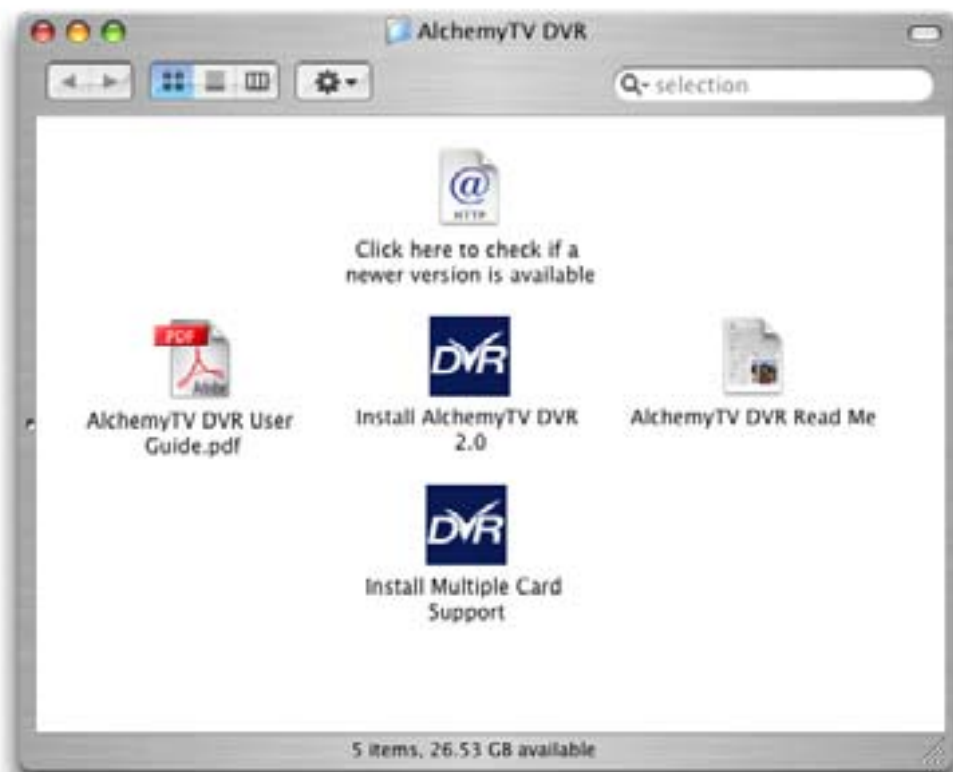 AlchemyTV DVR
selection
@
HTTP
Click here to check if a
newer version is available
PDF
Adobe
AlchemyTV DVR User
Guide.pdf
DVR
Install AlchemyTV DVR
2.0
AlchemyTV DVR Read Me
DVR
Install Multiple Card
Support
5 items, 26.53 GB available